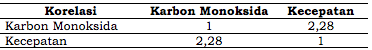 Korelasi Karbon Monoksida Kecepatan
Karbon Monoksida 1 2,28
Kecepatan 2,28 1